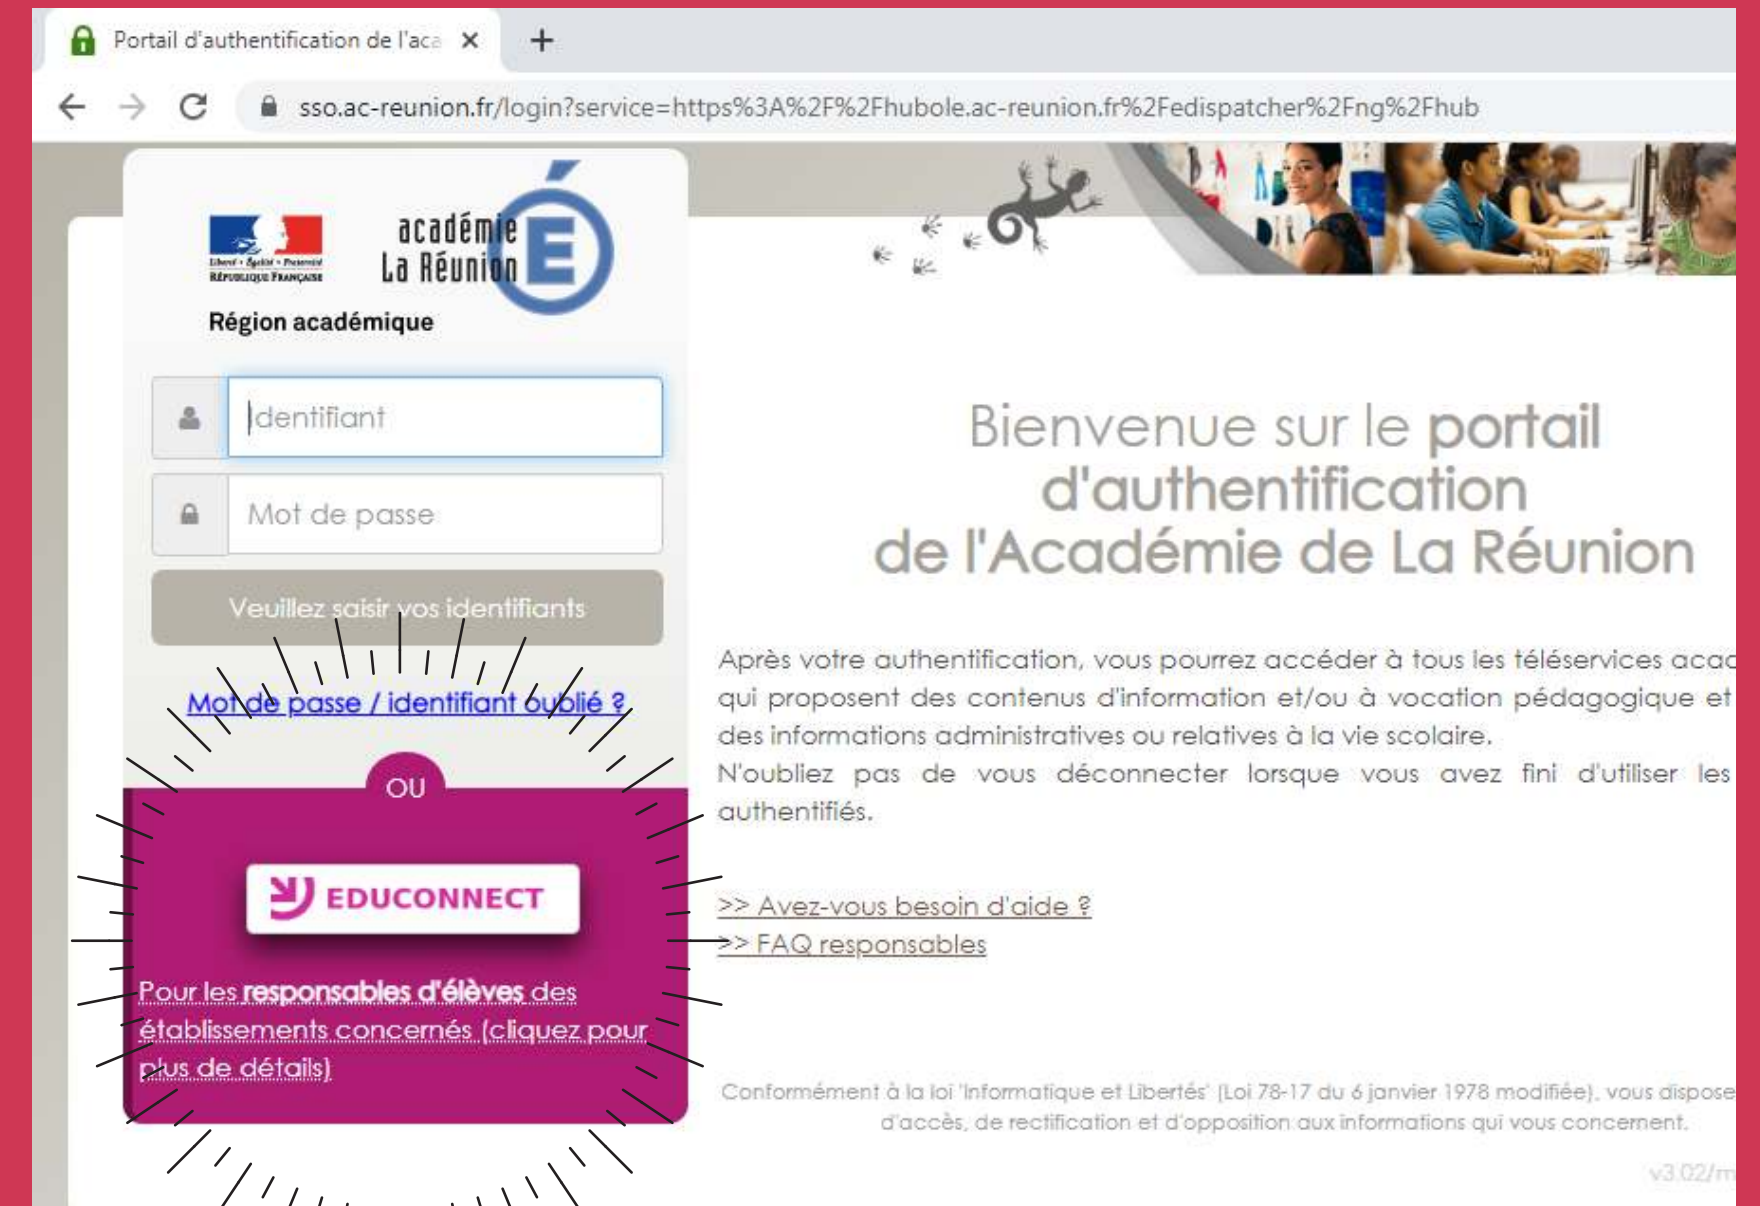 Portail d'authentification de l'aca
sso.ac-reunion.fr/login?service=https%3A%2F%2Fhubole.ac-reunion.fr%2Fedispatcher%2Fng%2Fhub
Liberté • Égalité • Fraternité
RÉPUBLIQUE FRANÇAISE
académie
La Réunion
É
Région académique
Identifiant
Mot de passe
Veuillez saisir vos identifiants
Mot de passe / identifiant oublié ?
OU
EDUCONNECT
Pour les responsables d'élèves des
établissements concernés (cliquez pour
plus de détails)
Bienvenue sur le portail
d'authentification
de l'Académie de La Réunion
Après votre authentification, vous pourrez accéder à tous les téléservices acad
qui proposent des contenus d'information et/ou à vocation pédagogique et
des informations administratives ou relatives à la vie scolaire.
N'oubliez pas de vous déconnecter lorsque vous avez fini d'utiliser les
authentifiés.
>> Avez-vous besoin d'aide ?
>> FAQ responsables
Conformément à la loi 'Informatique et Libertés' (Loi 78-17 du 6 janvier 1978 modifiée), vous dispose
d'accès, de rectification et d'opposition aux informations qui vous concernent.
v3.02/m